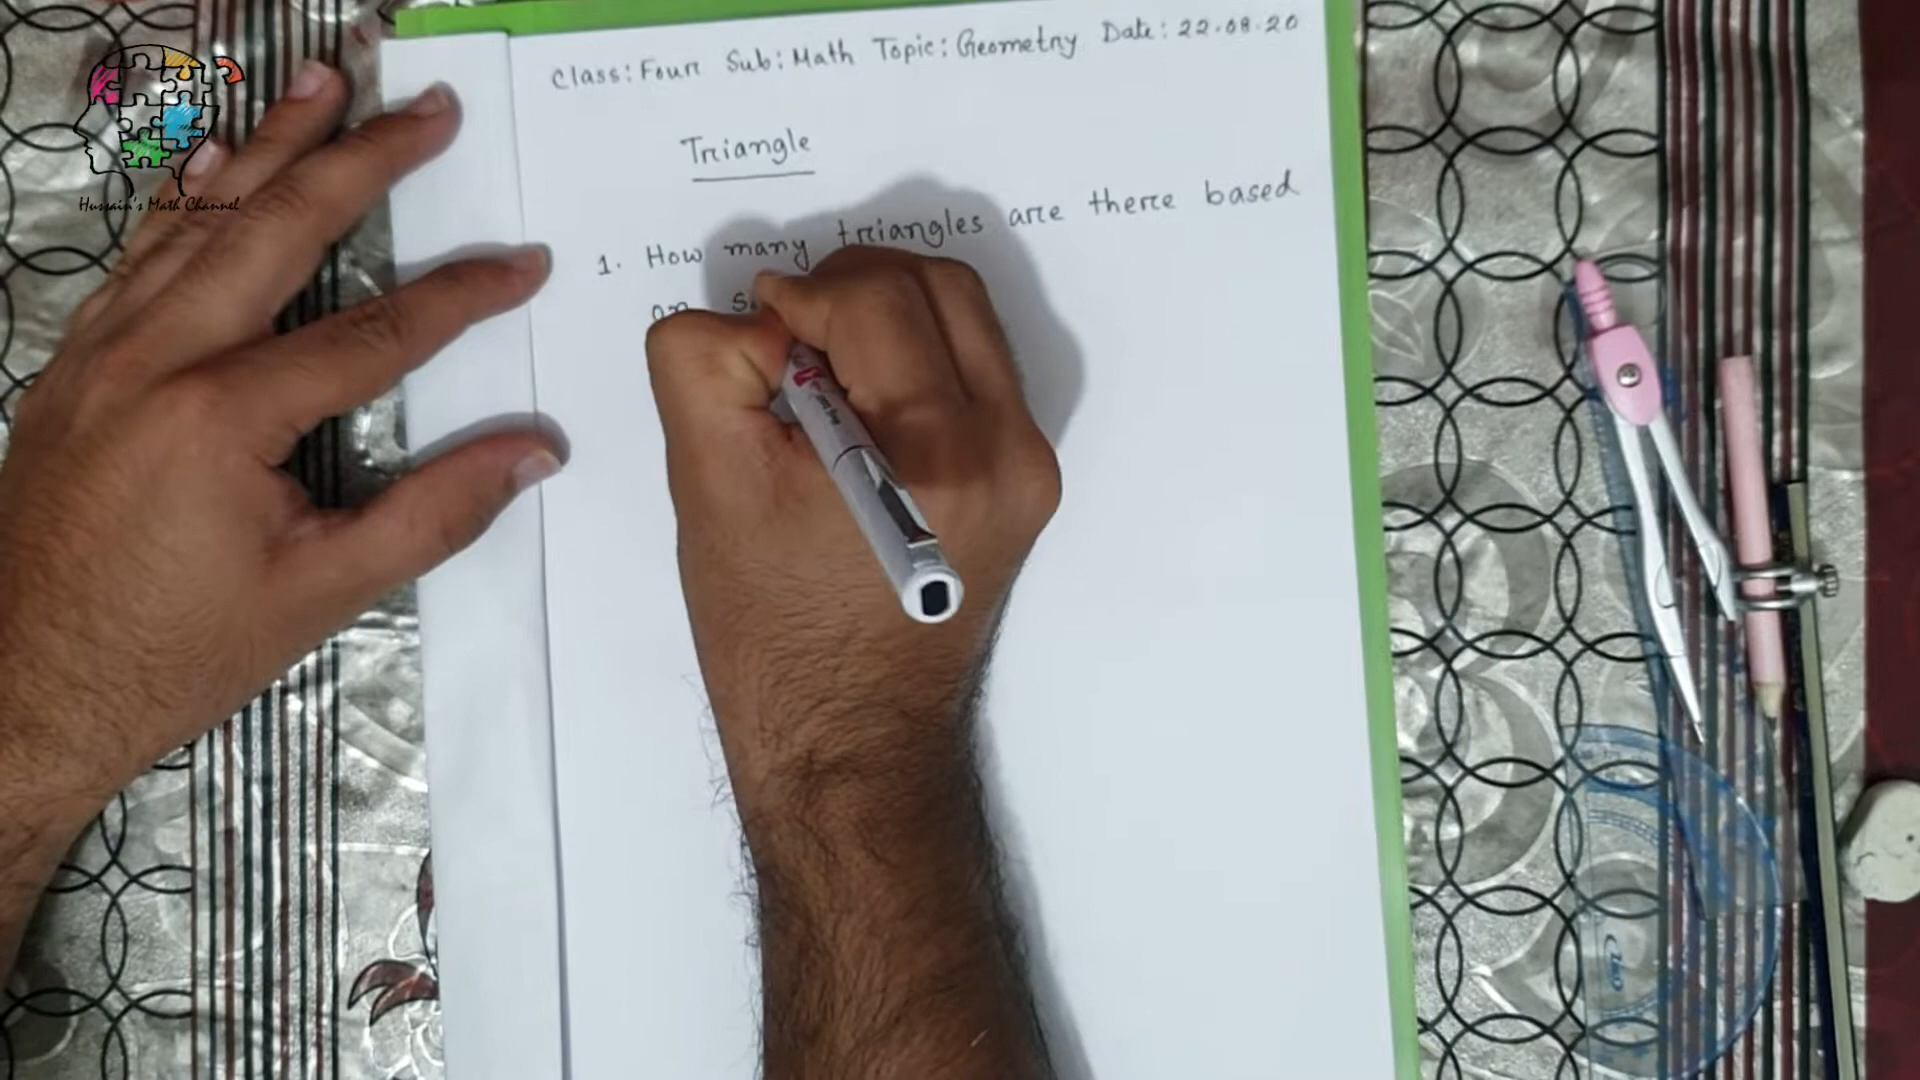 Class: Four Sub: Math Topic: Geometry Date: 22.08.20
Triangle
1. How many triangles are there based
on
Hussain's Math Channel